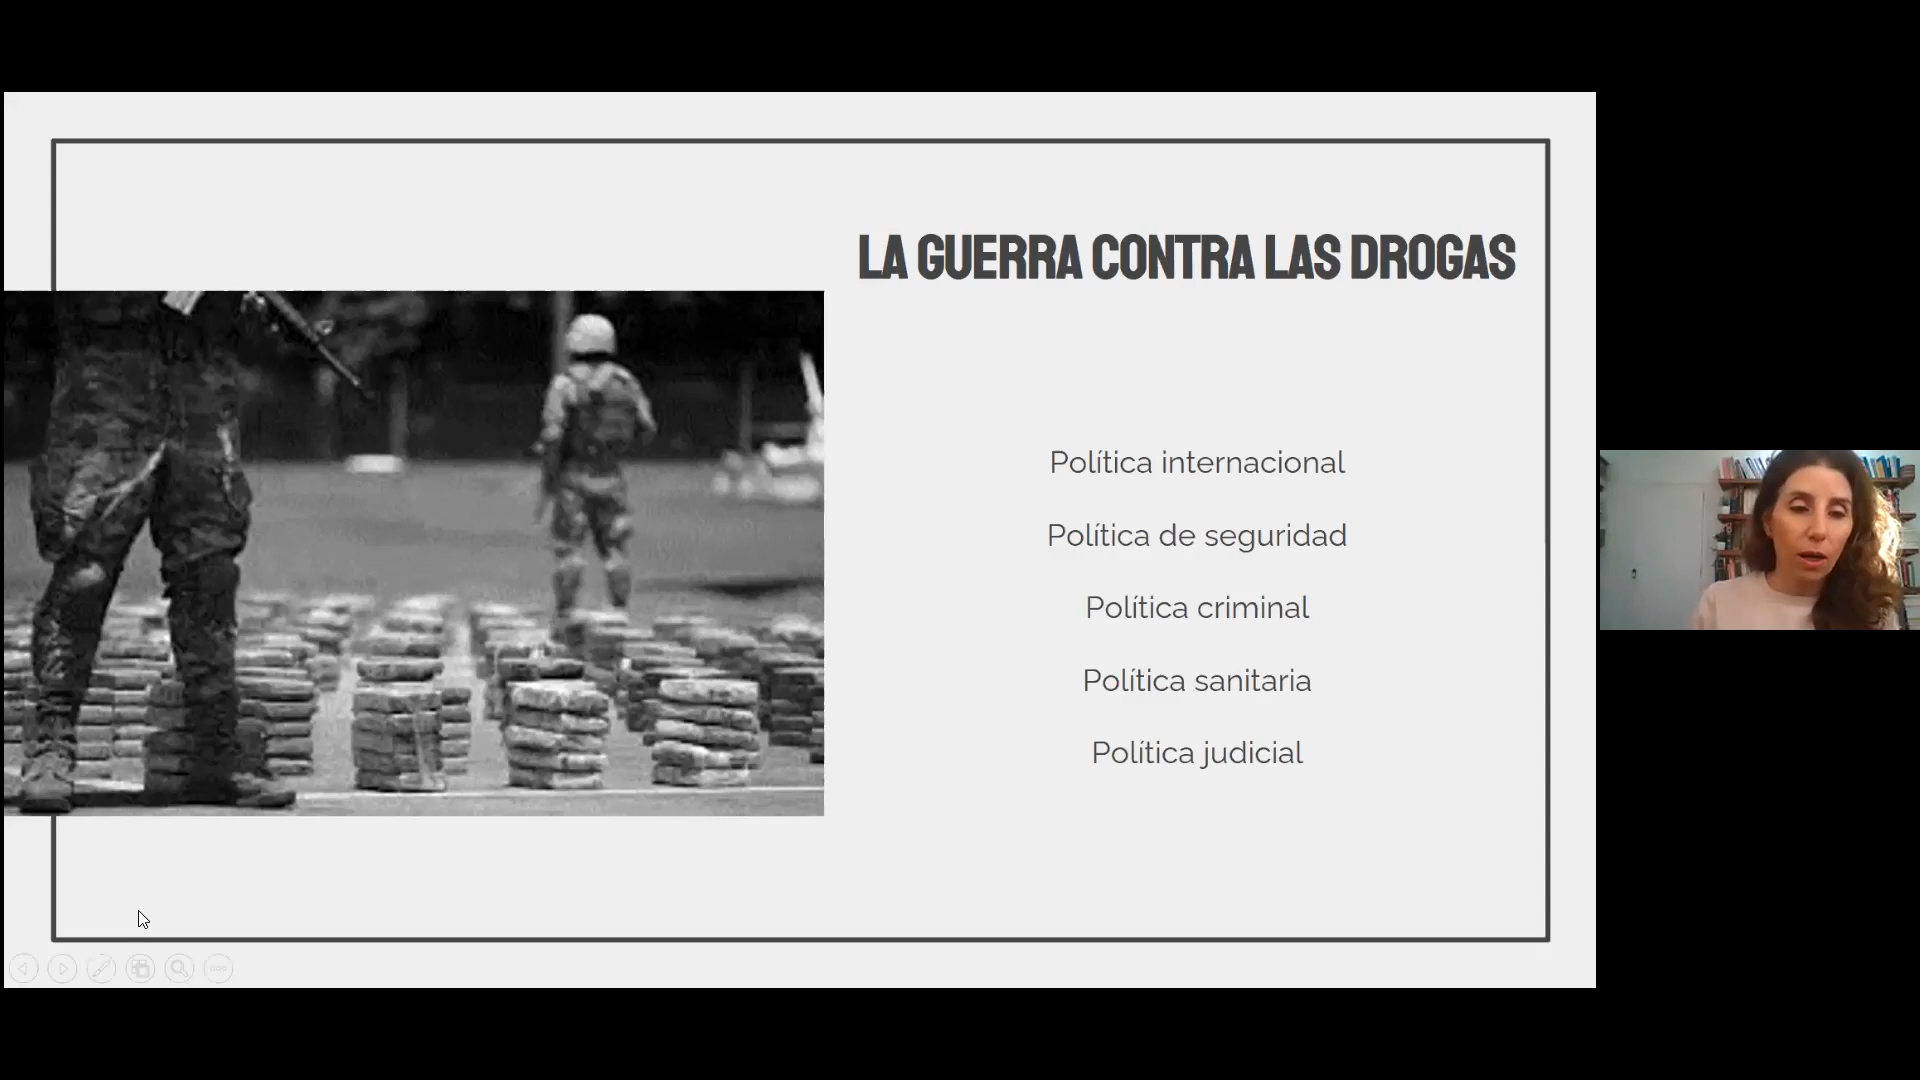 LA GUERRA CONTRA LAS DROGAS
Política internacional
Política de seguridad
Política criminal
Política sanitaria
Política judicial